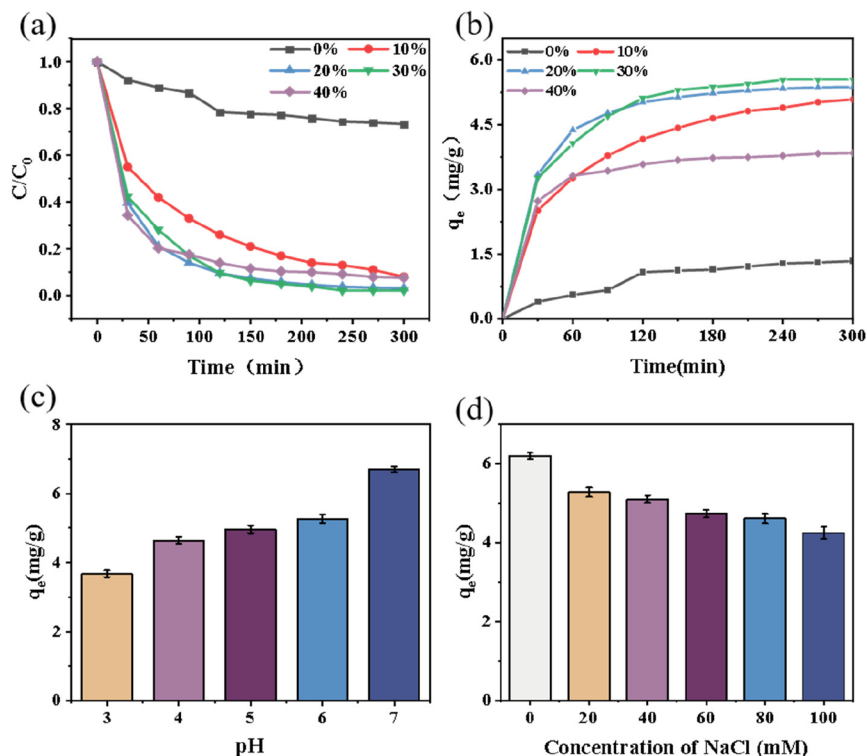 (a)
0% 10%
20% 30%
40%
1.0
0.8
0.6
0.4
0.2
0.0
C/C₀
0 50 100 150 200 250 300
Time（min）
(b)
0% 10%
20% 30%
40%
6.0
4.5
3.0
1.5
0.0
qₑ（mg/g）
0 60 120 180 240 300
Time(min)
(c)
8
6
4
2
0
qₑ(mg/g)
3 4 5 6 7
pH
(d)
6
4
2
0
qₑ(mg/g)
0 20 40 60 80 100
Concentration of NaCl (mM)